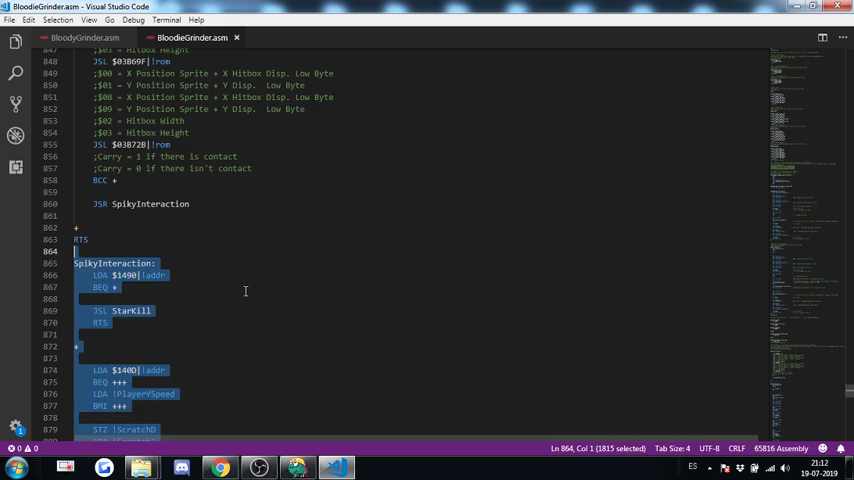 BloodieGrinder.asm - Visual Studio Code
File Edit Selection View Go Debug Terminal Help
BloodyGrinder.asm BloodieGrinder.asm ×
847 ;$03 = Hitbox Height
848 JSL $03B69F|!rom
849 ;$00 = X Position Sprite + X Hitbox Disp. Low Byte
850 ;$01 = Y Position Sprite + Y Disp. Low Byte
851 ;$08 = X Position Sprite + X Hitbox Disp. Low Byte
852 ;$09 = Y Position Sprite + Y Disp. Low Byte
853 ;$02 = Hitbox Width
854 ;$03 = Hitbox Height
855 JSL $03B72B|!rom
856 ;Carry = 1 if there is contact
857 ;Carry = 0 if there isn't contact
858 BCC +
859
860 JSR SpikyInteraction
861
862 +
863 RTS
864
865 SpikyInteraction:
866 LDA $1490|!addr
867 BEQ +
868
869 JSL StarKill
870 RTS
871
872 +
873
874 LDA $140D|!addr
875 BEQ +++
876 LDA !PlayerYSpeed
877 BMI +++
878
879 STZ !ScratchD
0 0 Ln 864, Col 1 (1815 selected) Tab Size: 4 UTF-8 CRLF 65816 Assembly
1
ES 21:12
19-07-2019